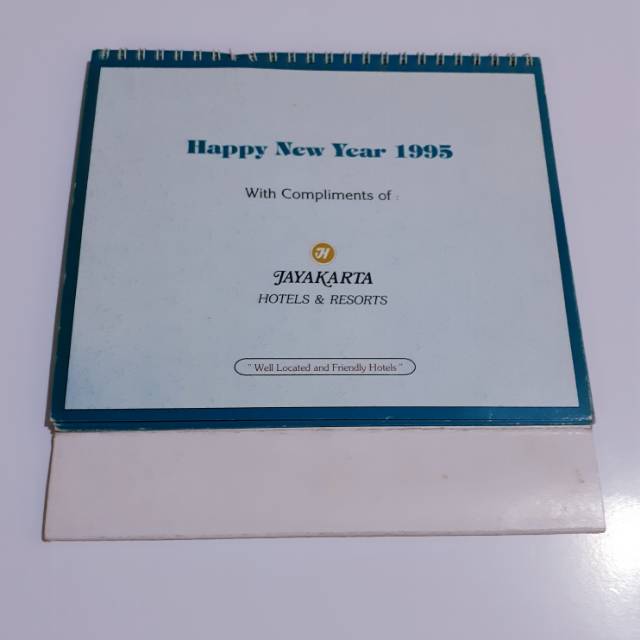 Happy New Year 1995
With Compliments of :
H
JAYAKARTA
HOTELS & RESORTS
" Well Located and Friendly Hotels "